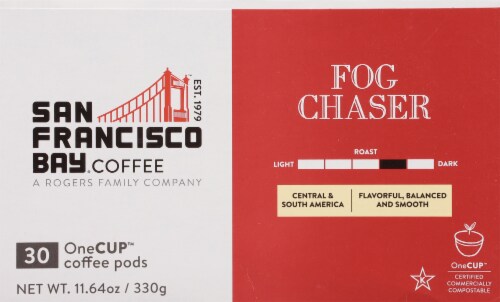 SAN
FRANCISCO
BAY® COFFEE
A ROGERS FAMILY COMPANY
EST. 1979
30 OneCUP™
coffee pods
NET WT. 11.64oz / 330g
FOG
CHASER
ROAST
LIGHT DARK
CENTRAL &
SOUTH AMERICA
FLAVORFUL, BALANCED
AND SMOOTH
K
OneCUP™
CERTIFIED
COMMERCIALLY
COMPOSTABLE